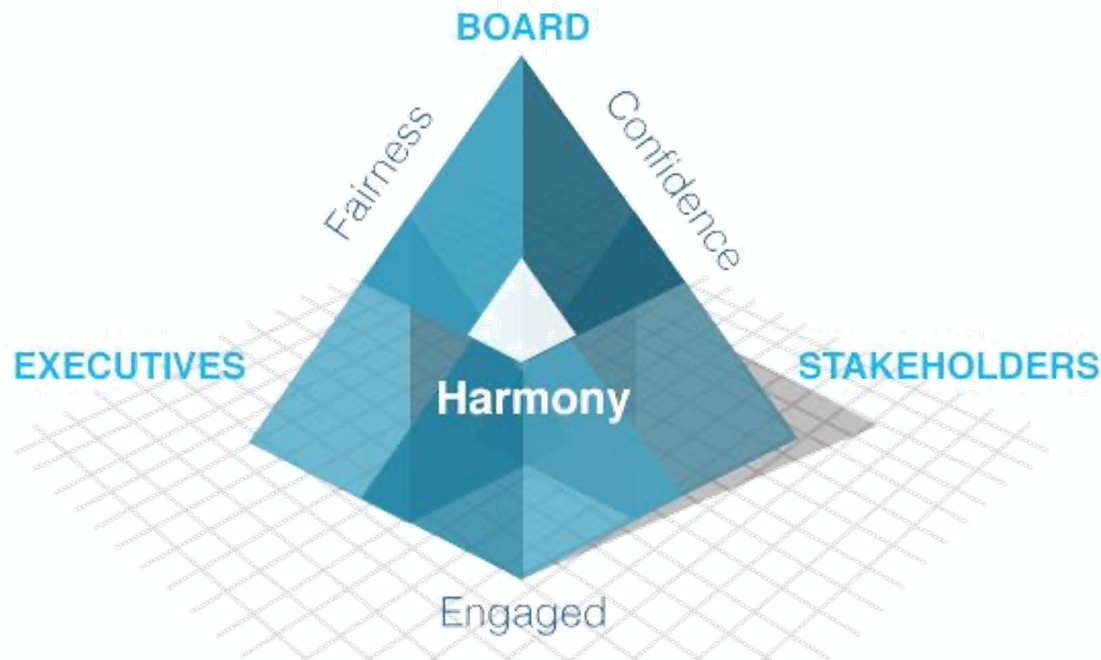 BOARD
Fairness
Confidence
EXECUTIVES
STAKEHOLDERS
Harmony
Engaged